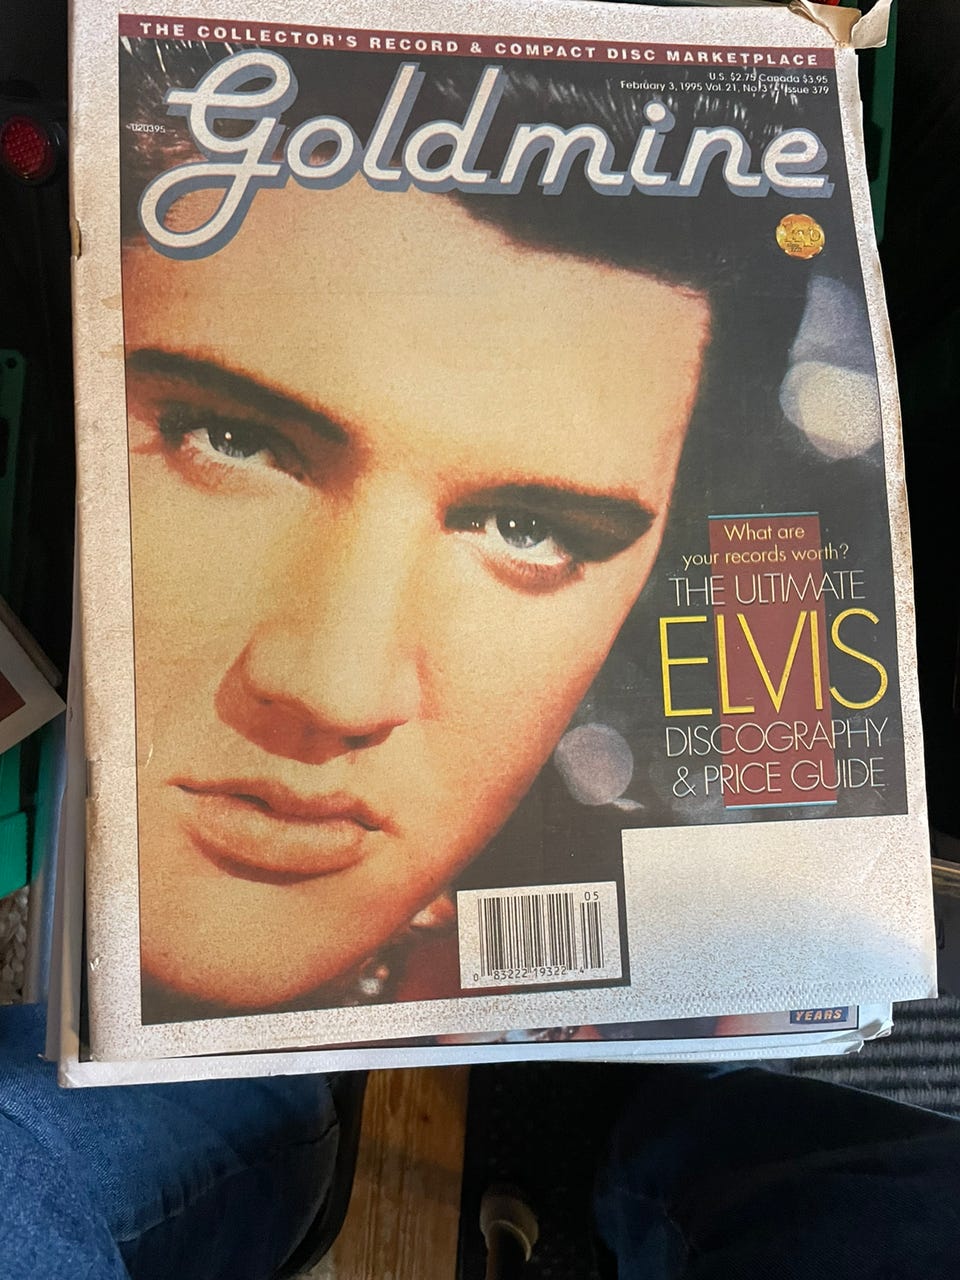 THE COLLECTOR'S RECORD & COMPACT DISC MARKETPLACE
U.S. $2.75 Canada $3.95
February 3, 1995 Vol. 21, No. 3 Issue 379
020395
Goldmine
What are
your records worth?
THE ULTIMATE
ELVIS
DISCOGRAPHY
& PRICE GUIDE
05
0 83222 19322 4
YEARS